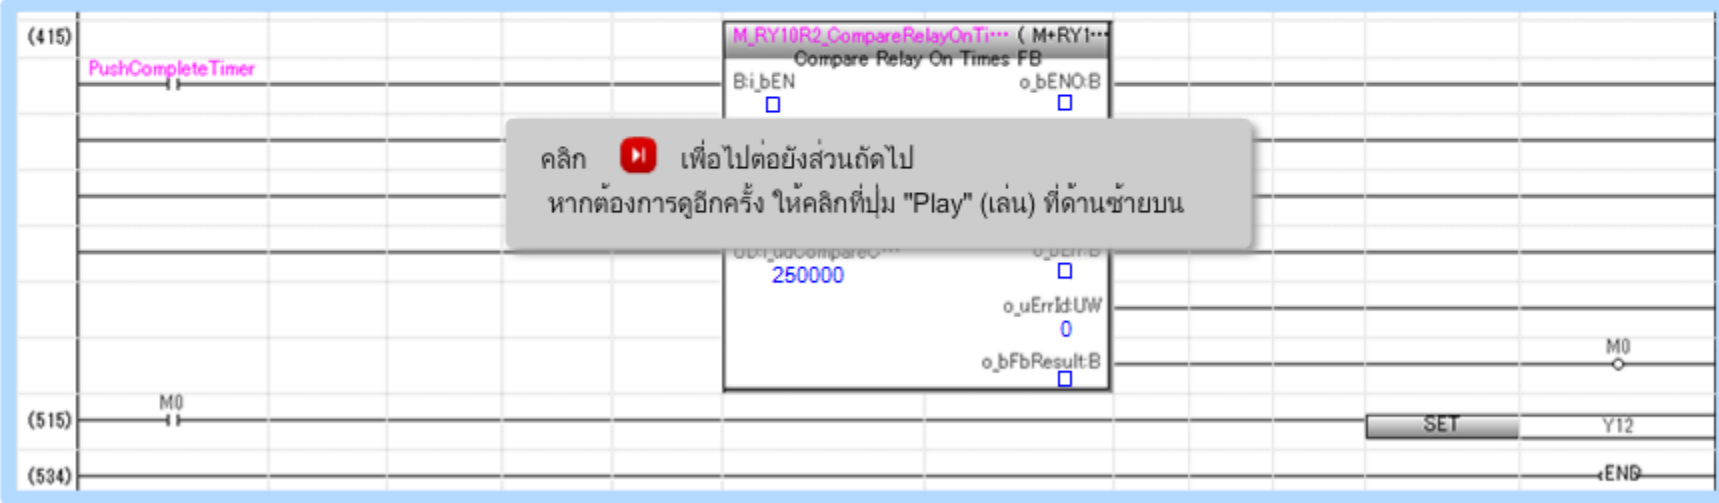 (415)
M_RY10R2_CompareRelayOnTi… ( M+RY1…
Compare Relay On Times FB
PushCompleteTimer
B:i_bEN o_bENO:B
คลิก เพื่อไปต่อยังส่วนถัดไป
หากต้องการดูอีกครั้ง ให้คลิกที่ปุ่ม "Play" (เล่น) ที่ด้านซ้ายบน
UD:i_udCompareC… o_bErr:B
250000
o_uErrId:UW
0
o_bFbResult:B
M0
M0
(515) SET Y12
(534) END